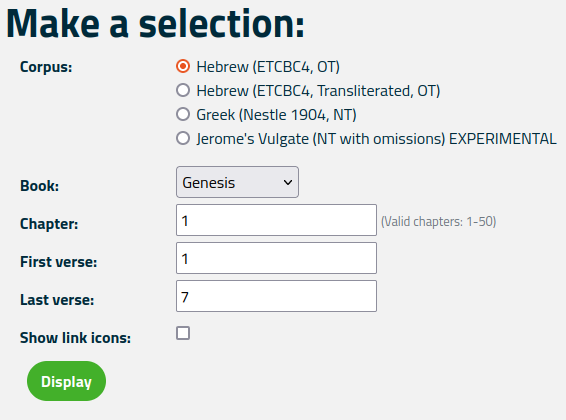 Make a selection:
Corpus:
Hebrew (ETCBC4, OT)
Hebrew (ETCBC4, Transliterated, OT)
Greek (Nestle 1904, NT)
Jerome's Vulgate (NT with omissions) EXPERIMENTAL
Book: Genesis
Chapter: 1 (Valid chapters: 1-50)
First verse: 1
Last verse: 7
Show link icons:
Display